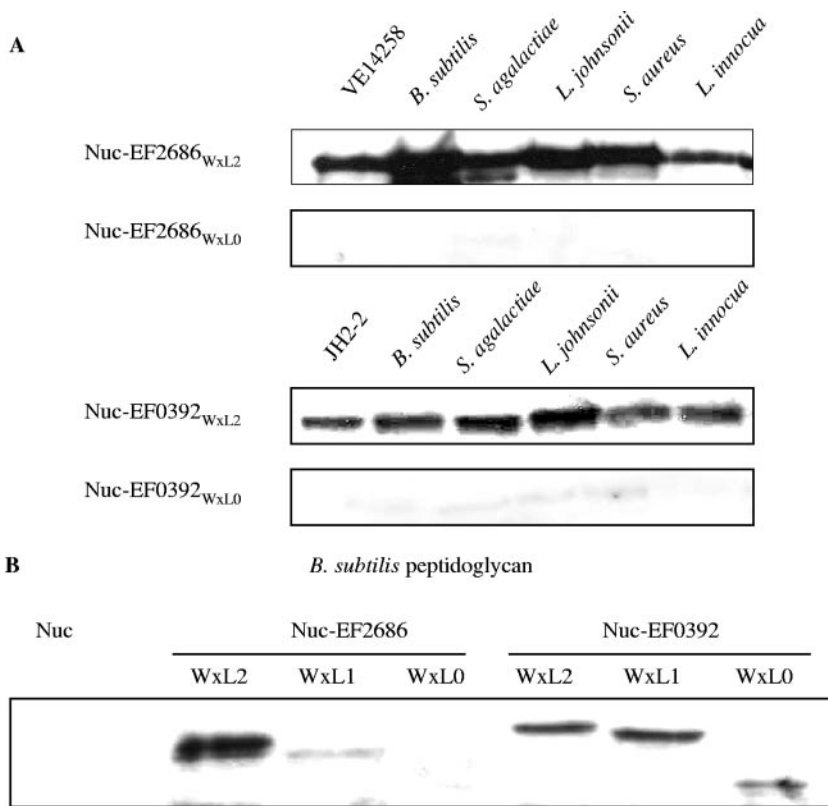 A
VE14258 B. subtilis S. agalactiae L. johnsonii S. aureus L. innocua
Nuc-EF2686WxL2
Nuc-EF2686WxL0
JH2-2 B. subtilis S. agalactiae L. johnsonii S. aureus L. innocua
Nuc-EF0392WxL2
Nuc-EF0392WxL0
B B. subtilis peptidoglycan
Nuc Nuc-EF2686 Nuc-EF0392
WxL2 WxL1 WxL0 WxL2 WxL1 WxL0